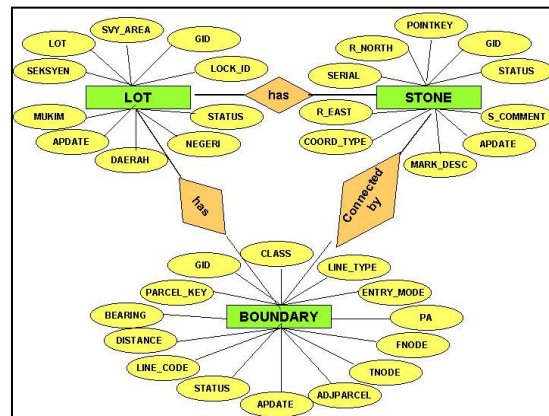 SVY_AREA
POINTKEY
LOT
GID
R_NORTH
GID
SEKSYEN
LOCK_ID
SERIAL
STATUS
LOT
has
STONE
MUKIM
STATUS
R_EAST
S_COMMENT
APDATE
NEGERI
COORD_TYPE
APDATE
DAERAH
MARK_DESC
has
Connected
by
CLASS
GID
LINE_TYPE
PARCEL_KEY
ENTRY_MODE
BEARING
BOUNDARY
PA
DISTANCE
FNODE
LINE_CODE
TNODE
STATUS
ADJPARCEL
APDATE